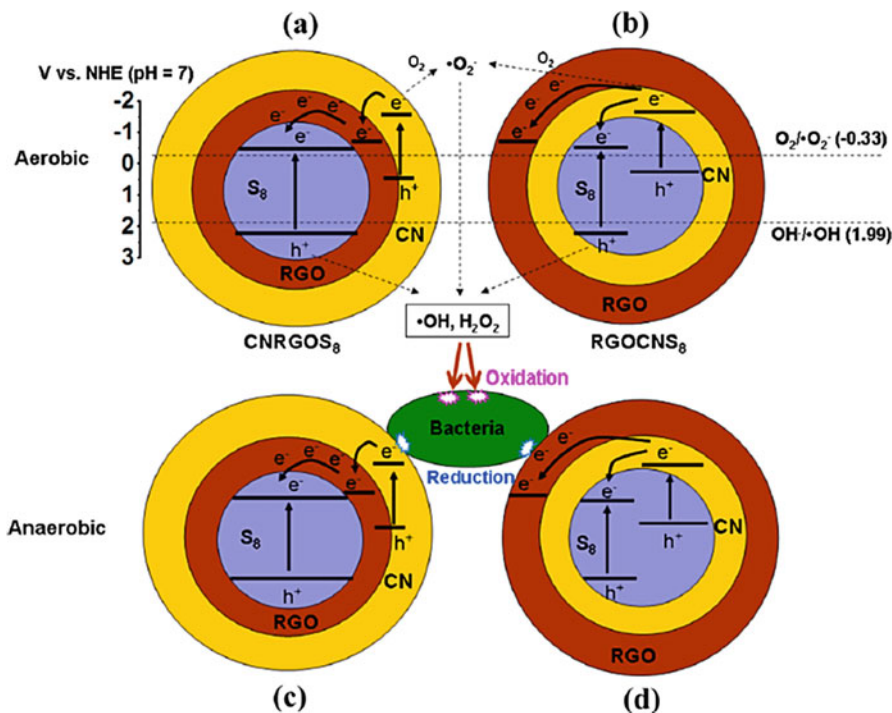 (a)
(b)
V vs. NHE (pH = 7)
O₂
•O₂⁻
O₂
-2
-1
0
1
2
3
Aerobic
e⁻
e⁻
e⁻
e⁻
e⁻
e⁻
h⁺
S₈
h⁺
CN
RGO
CNRGOS₈
e⁻
e⁻
e⁻
e⁻
e⁻
S₈
h⁺
CN
h⁺
RGO
RGOCNS₈
O₂/•O₂⁻ (-0.33)
OH⁻/•OH (1.99)
•OH, H₂O₂
Oxidation
Bacteria
Reduction
Anaerobic
e⁻
e⁻
e⁻
e⁻
e⁻
e⁻
h⁺
S₈
h⁺
CN
RGO
e⁻
e⁻
e⁻
e⁻
e⁻
S₈
h⁺
CN
h⁺
RGO
(c)
(d)